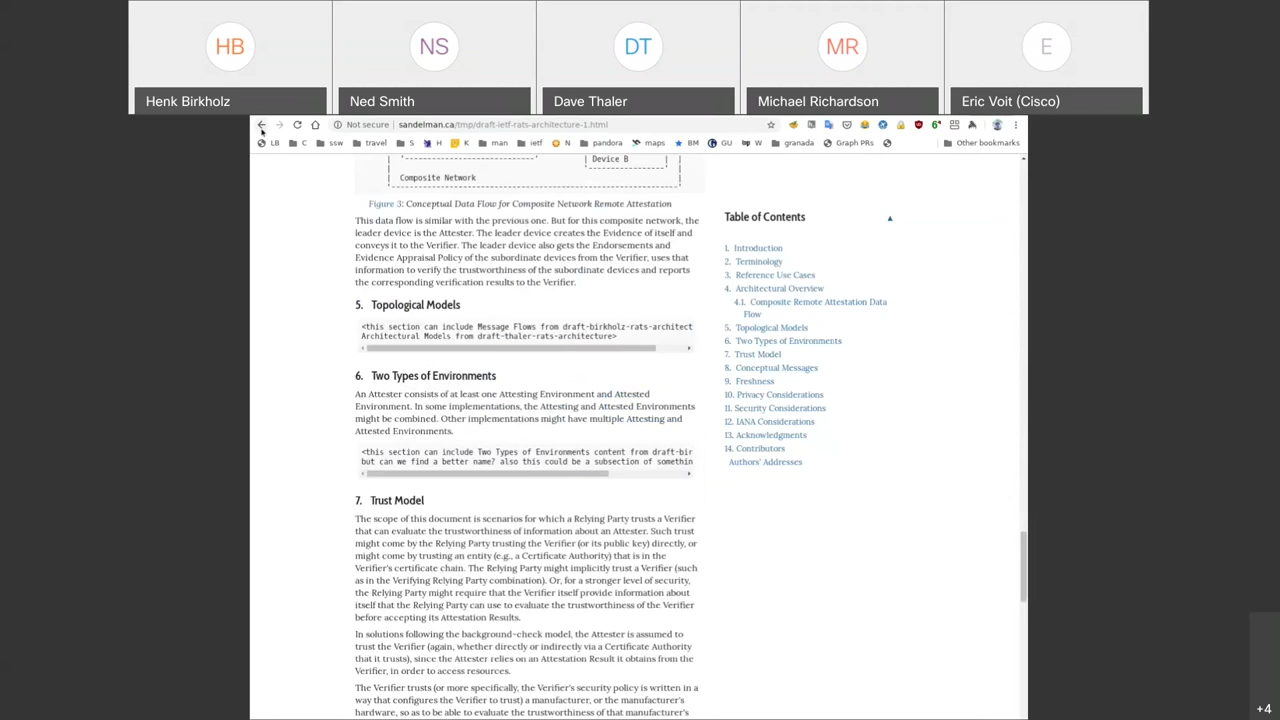 HB
NS
DT
MR
E
Henk Birkholz
Ned Smith
Dave Thaler
Michael Richardson
Eric Voit (Cisco)
Not secure | sandelman.ca/tmp/draft-ietf-rats-architecture-1.html
LB C ssw travel S H K man ietf N pandora maps BM GU W granada Graph PRs Other bookmarks
Device B
Composite Network
Figure 3: Conceptual Data Flow for Composite Network Remote Attestation
This data flow is similar with the previous one. But for this composite network, the
leader device is the Attester. The leader device creates the Evidence of itself and
conveys it to the Verifier. The leader device also gets the Endorsements and
Evidence Appraisal Policy of the subordinate devices from the Verifier, uses that
information to verify the trustworthiness of the subordinate devices and reports
the corresponding verification results to the Verifier.
5. Topological Models
<this section can include Message Flows from draft-birkholz-rats-architect
Architectural Models from draft-thaler-rats-architecture>
6. Two Types of Environments
An Attester consists of at least one Attesting Environment and Attested
Environment. In some implementations, the Attesting and Attested Environments
might be combined. Other implementations might have multiple Attesting and
Attested Environments.
<this section can include Two Types of Environments content from draft-bir
but can we find a better name? also this could be a subsection of somethin
7. Trust Model
The scope of this document is scenarios for which a Relying Party trusts a Verifier
that can evaluate the trustworthiness of information about an Attester. Such trust
might come by the Relying Party trusting the Verifier (or its public key) directly, or
might come by trusting an entity (e.g., a Certificate Authority) that is in the
Verifier's certificate chain. The Relying Party might implicitly trust a Verifier (such
as in the Verifying Relying Party combination). Or, for a stronger level of security,
the Relying Party might require that the Verifier itself provide information about
itself that the Relying Party can use to evaluate the trustworthiness of the Verifier
before accepting its Attestation Results.
In solutions following the background-check model, the Attester is assumed to
trust the Verifier (again, whether directly or indirectly via a Certificate Authority
that it trusts), since the Attester relies on an Attestation Result it obtains from the
Verifier, in order to access resources.
The Verifier trusts (or more specifically, the Verifier's security policy is written in a
way that configures the Verifier to trust) a manufacturer, or the manufacturer's
hardware, so as to be able to evaluate the trustworthiness of that manufacturer's
Table of Contents
1. Introduction
2. Terminology
3. Reference Use Cases
4. Architectural Overview
4.1. Composite Remote Attestation Data
Flow
5. Topological Models
6. Two Types of Environments
7. Trust Model
8. Conceptual Messages
9. Freshness
10. Privacy Considerations
11. Security Considerations
12. IANA Considerations
13. Acknowledgments
14. Contributors
Authors' Addresses
+4